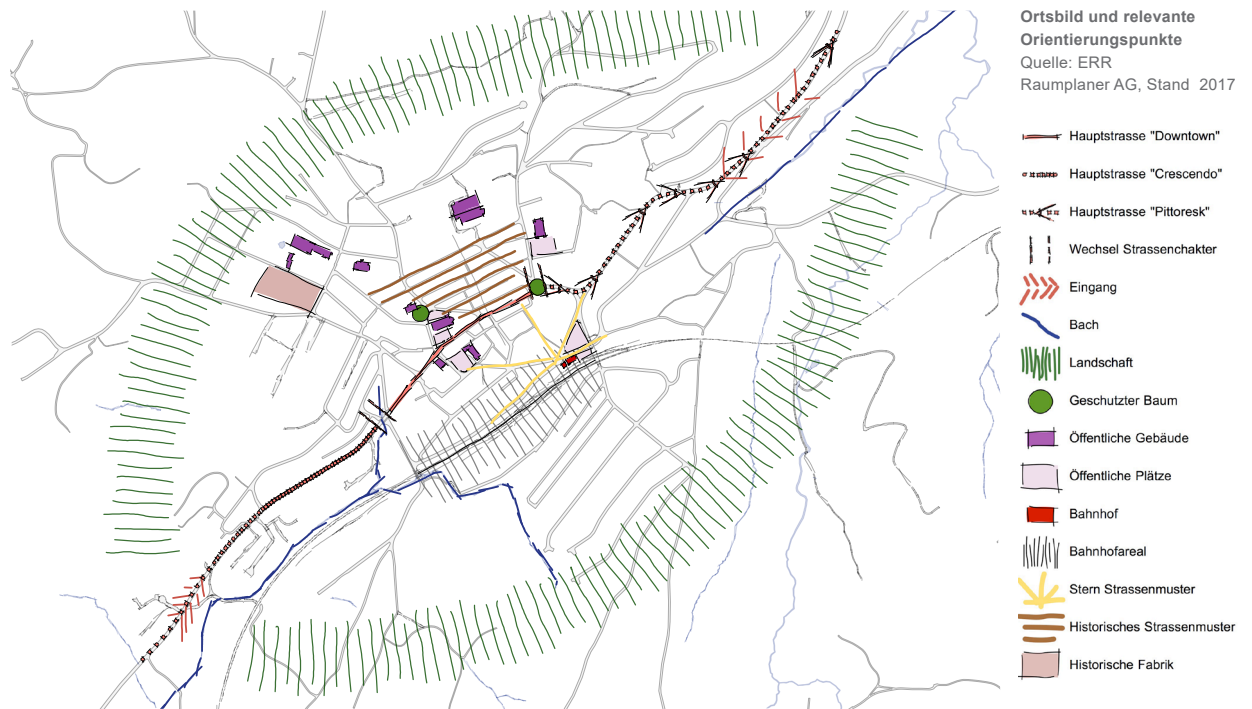 Ortsbild und relevante
Orientierungspunkte
Quelle: ERR
Raumplaner AG, Stand 2017
Hauptstrasse "Downtown"
Hauptstrasse "Crescendo"
Hauptstrasse "Pittoresk"
Wechsel Strassenchakter
Eingang
Bach
Landschaft
Geschutzter Baum
Öffentliche Gebäude
Öffentliche Plätze
Bahnhof
Bahnhofareal
Stern Strassenmuster
Historisches Strassenmuster
Historische Fabrik